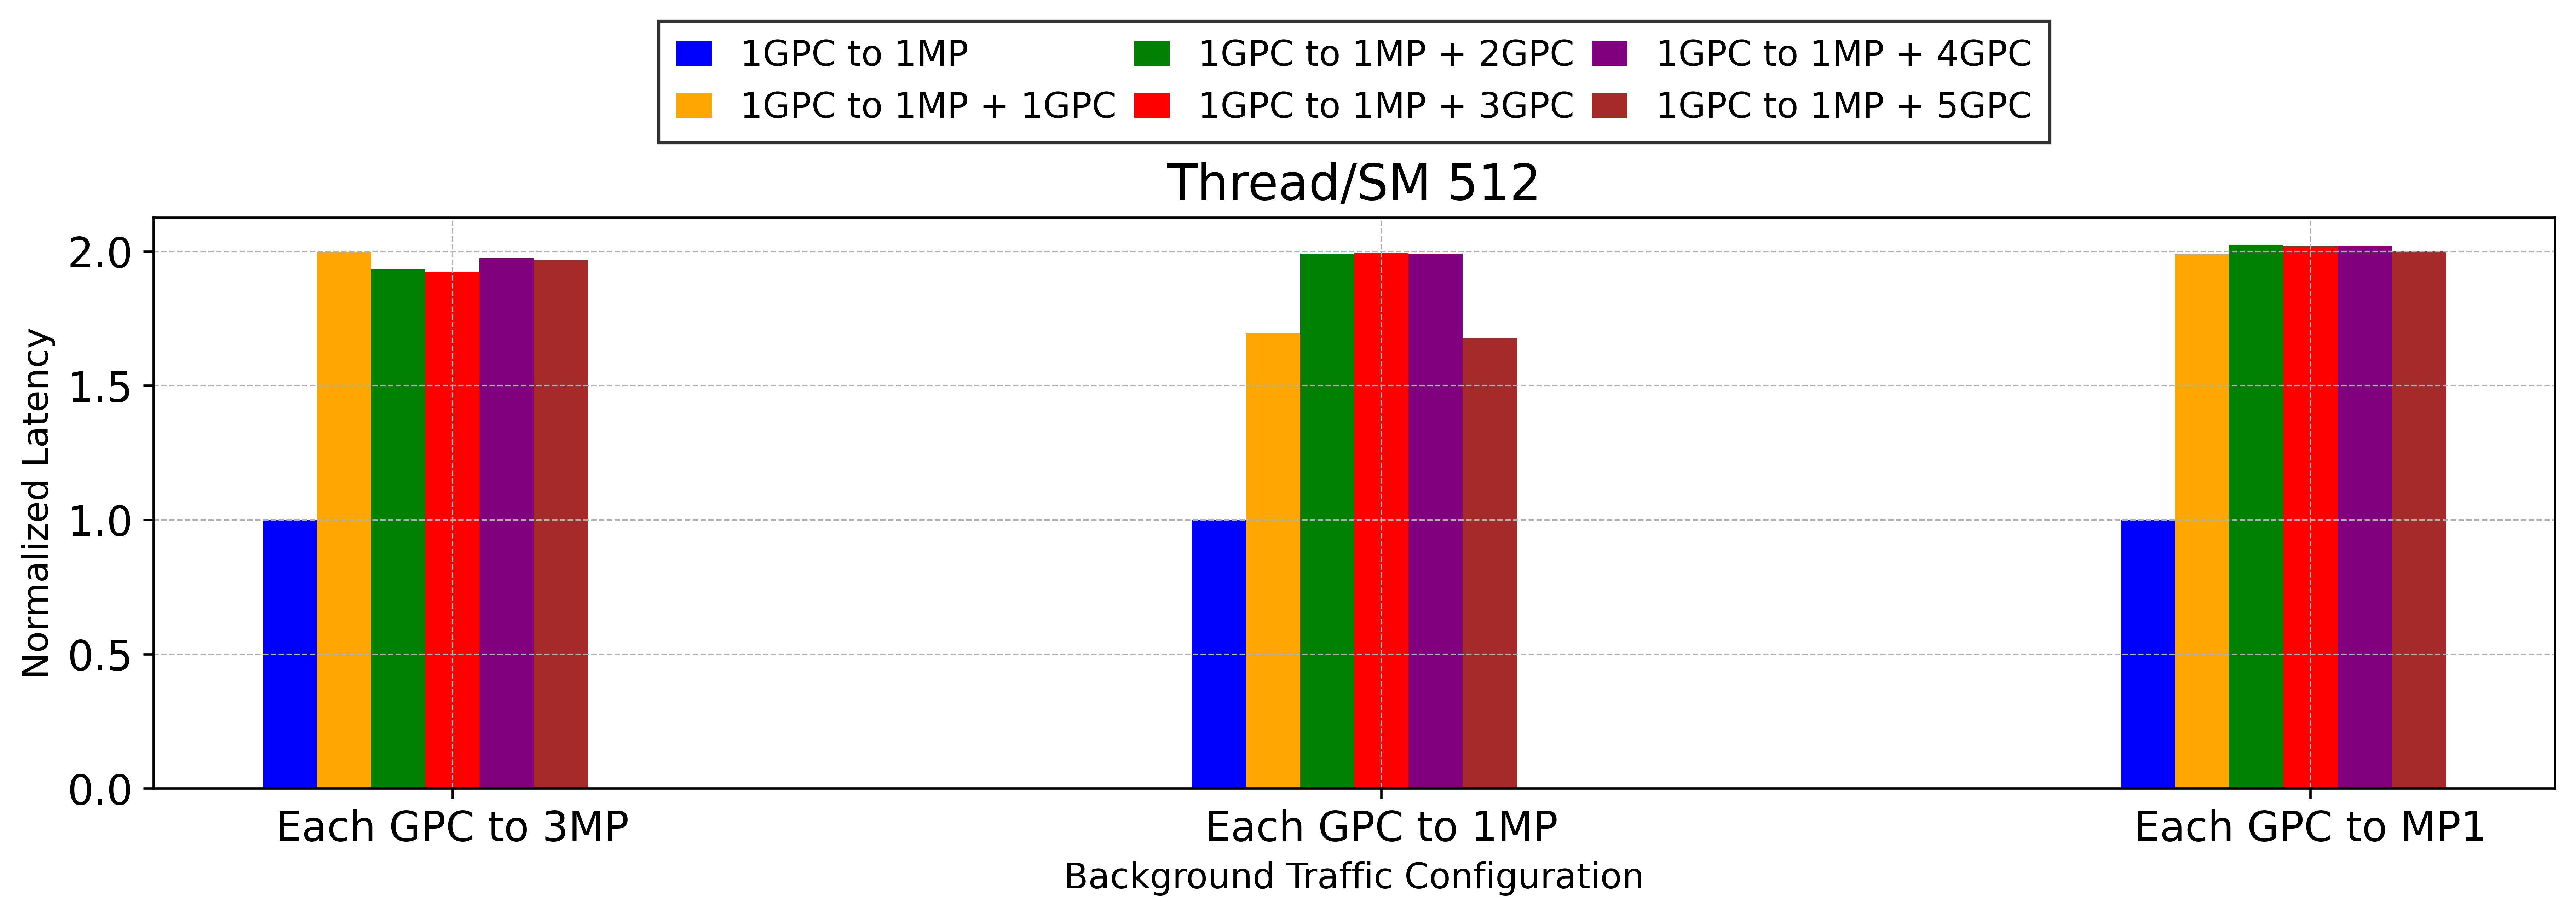 1GPC to 1MP
1GPC to 1MP + 1GPC
1GPC to 1MP + 2GPC
1GPC to 1MP + 3GPC
1GPC to 1MP + 4GPC
1GPC to 1MP + 5GPC
Thread/SM 512
Normalized Latency
2.0
1.5
1.0
0.5
0.0
Each GPC to 3MP
Each GPC to 1MP
Each GPC to MP1
Background Traffic Configuration